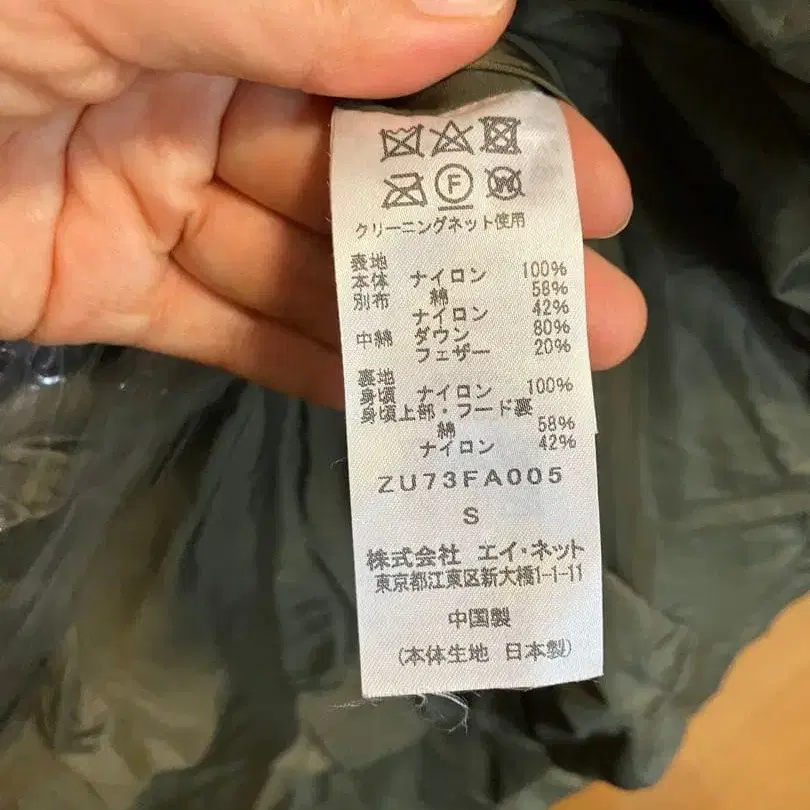 F
W
クリーニングネット使用
表地
本体 ナイロン 100%
別布 綿 58%
ナイロン 42%
中綿 ダウン 80%
フェザー 20%
裏地
身頃 ナイロン 100%
身頃上部・フード裏
綿 58%
ナイロン 42%
ZU73FA005
S
株式会社 エイ・ネット
東京都江東区新大橋1-1-11
中国製
(本体生地 日本製)